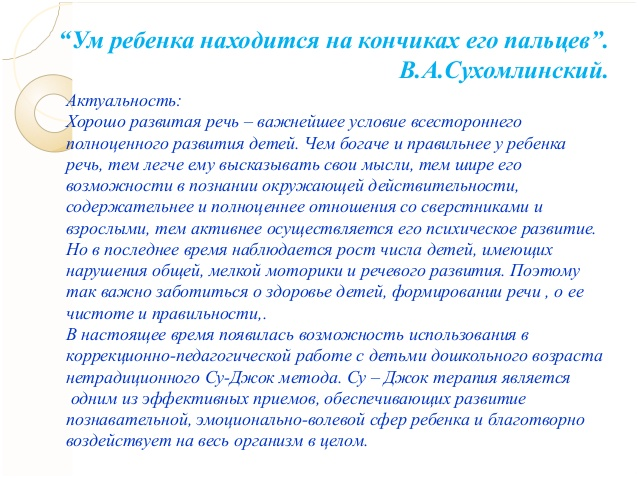 “Ум ребенка находится на кончиках его пальцев”.
В.А.Сухомлинский.
Актуальность:
Хорошо развитая речь – важнейшее условие всестороннего
полноценного развития детей. Чем богаче и правильнее у ребенка
речь, тем легче ему высказывать свои мысли, тем шире его
возможности в познании окружающей действительности,
содержательнее и полноценнее отношения со сверстниками и
взрослыми, тем активнее осуществляется его психическое развитие.
Но в последнее время наблюдается рост числа детей, имеющих
нарушения общей, мелкой моторики и речевого развития. Поэтому
так важно заботиться о здоровье детей, формировании речи , о ее
чистоте и правильности,.
В настоящее время появилась возможность использования в
коррекционно-педагогической работе с детьми дошкольного возраста
нетрадиционного Су-Джок метода. Су – Джок терапия является
одним из эффективных приемов, обеспечивающих развитие
познавательной, эмоционально-волевой сфер ребенка и благотворно
воздействует на весь организм в целом.